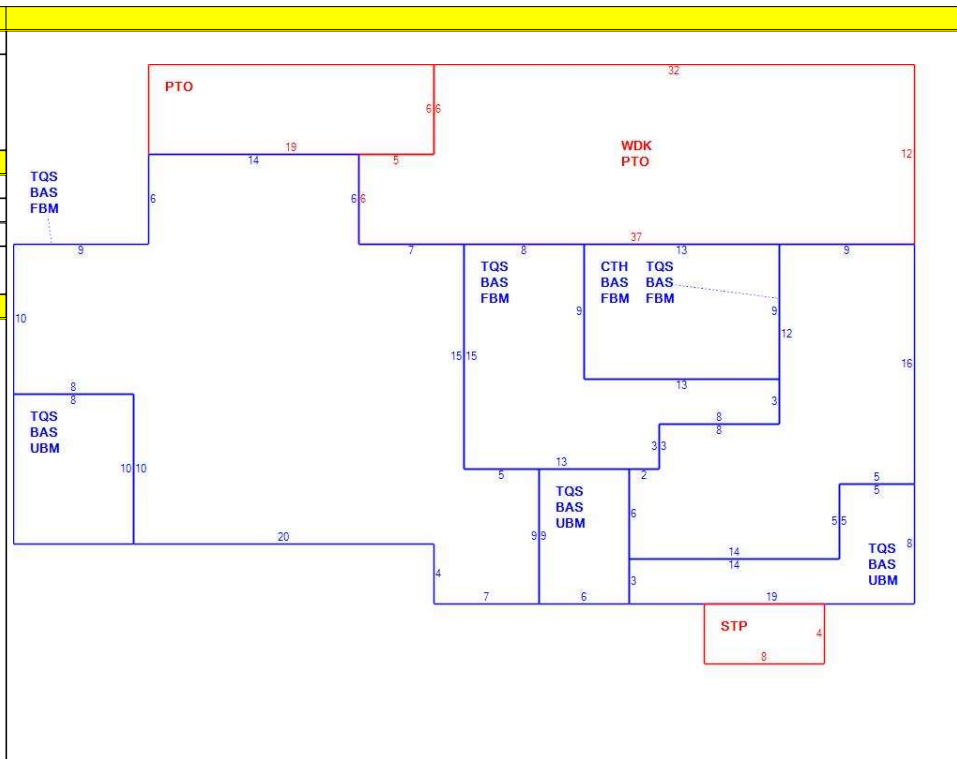 32
PTO
6 6
WDK
PTO
12
19
14
5
TQS
BAS
FBM
6
6 6
9
7
8
37
13
9
TQS
BAS
FBM
CTH
BAS
FBM
TQS
BAS
FBM
10
9
9
12
15 15
16
8
8
13
3
TQS
BAS
UBM
8
8
3 3
10 10
13
5
2
5
5
TQS
BAS
UBM
6
5 5
9 9
8
14
14
TQS
BAS
UBM
20
4
3
7
6
19
STP
4
8